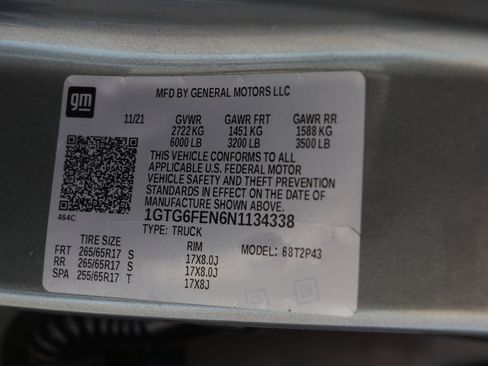 gm
MFD BY GENERAL MOTORS LLC
11/21 GVWR GAWR FRT GAWR RR
2722 KG 1451 KG 1588 KG
6000 LB 3200 LB 3500 LB
THIS VEHICLE CONFORMS TO ALL
APPLICABLE U.S. FEDERAL MOTOR
VEHICLE SAFETY AND THEFT PREVENTION
STANDARDS IN EFFECT ON THE DATE OF
MANUFACTURE SHOWN ABOVE.
464C
1GTG6FEN6N1134338
TYPE: TRUCK
TIRE SIZE RIM MODEL: 68T2P43
FRT 265/65R17 S 17X8.0J
RR 265/65R17 S 17X8.0J
SPA 255/65R17 T 17X8J